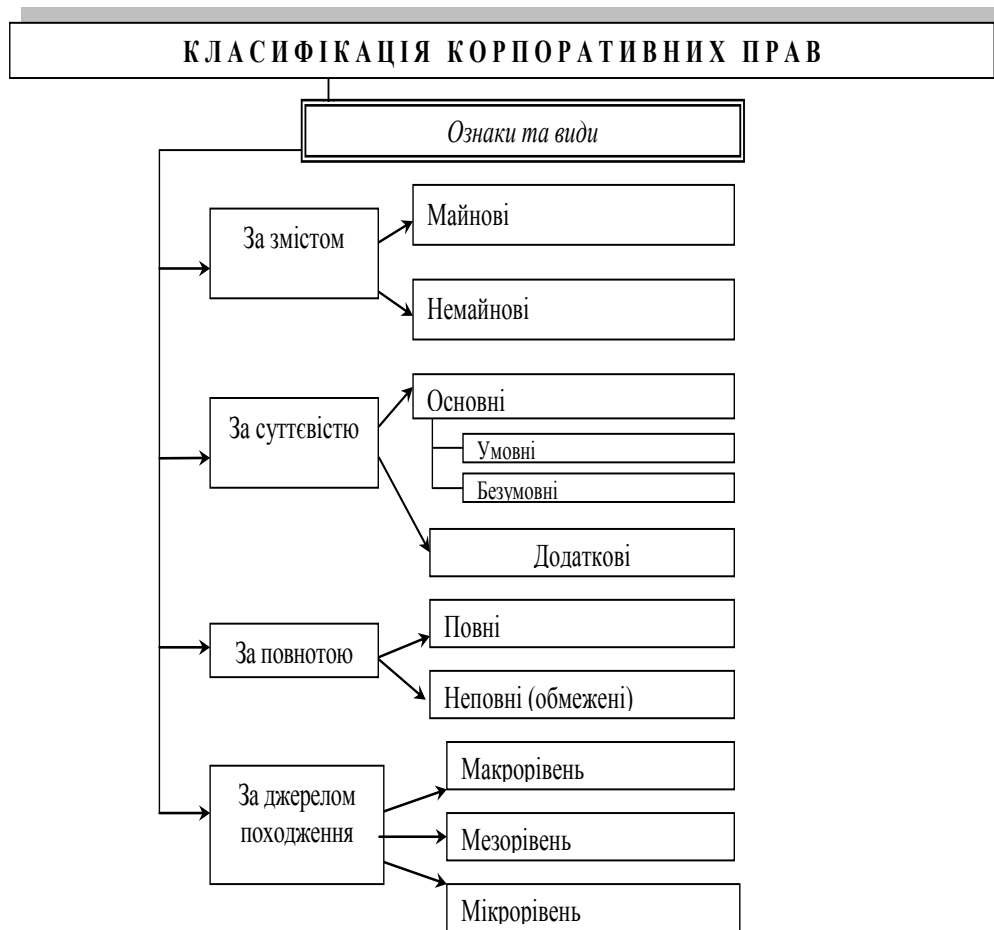 КЛАСИФІКАЦІЯ КОРПОРАТИВНИХ ПРАВ
Ознаки та види
За змістом
Майнові
Немайнові
За суттєвістю
Основні
Умовні
Безумовні
Додаткові
За повнотою
Повні
Неповні (обмежені)
За джерелом
походження
Макрорівень
Мезорівень
Мікрорівень